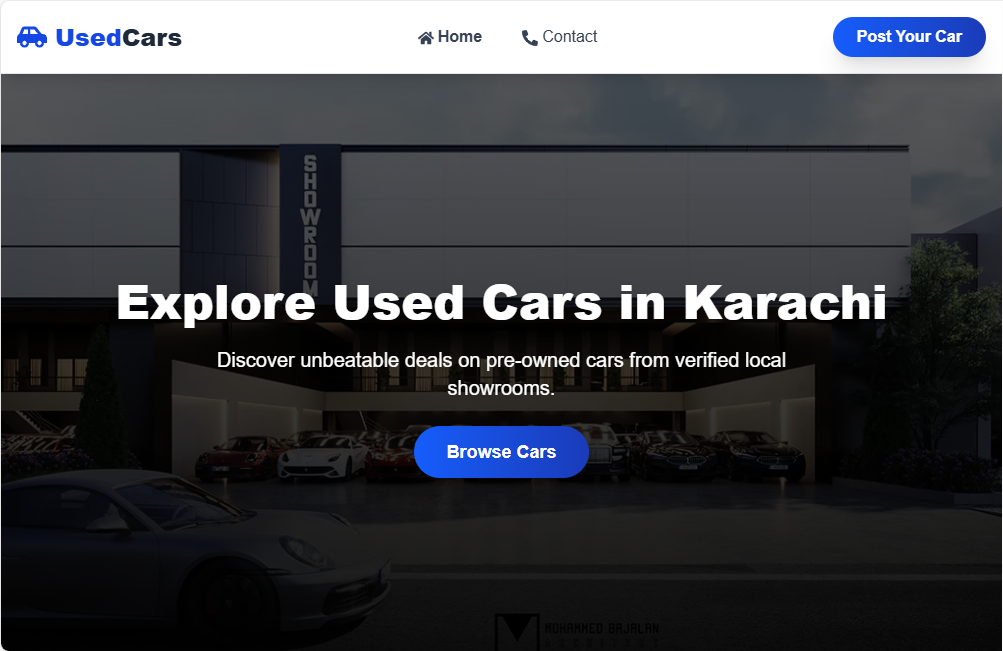 UsedCars
Home
Contact
Post Your Car
SHOWROOM
Explore Used Cars in Karachi
Discover unbeatable deals on pre-owned cars from verified local
showrooms.
Browse Cars
MOHAMMED BAJALAN